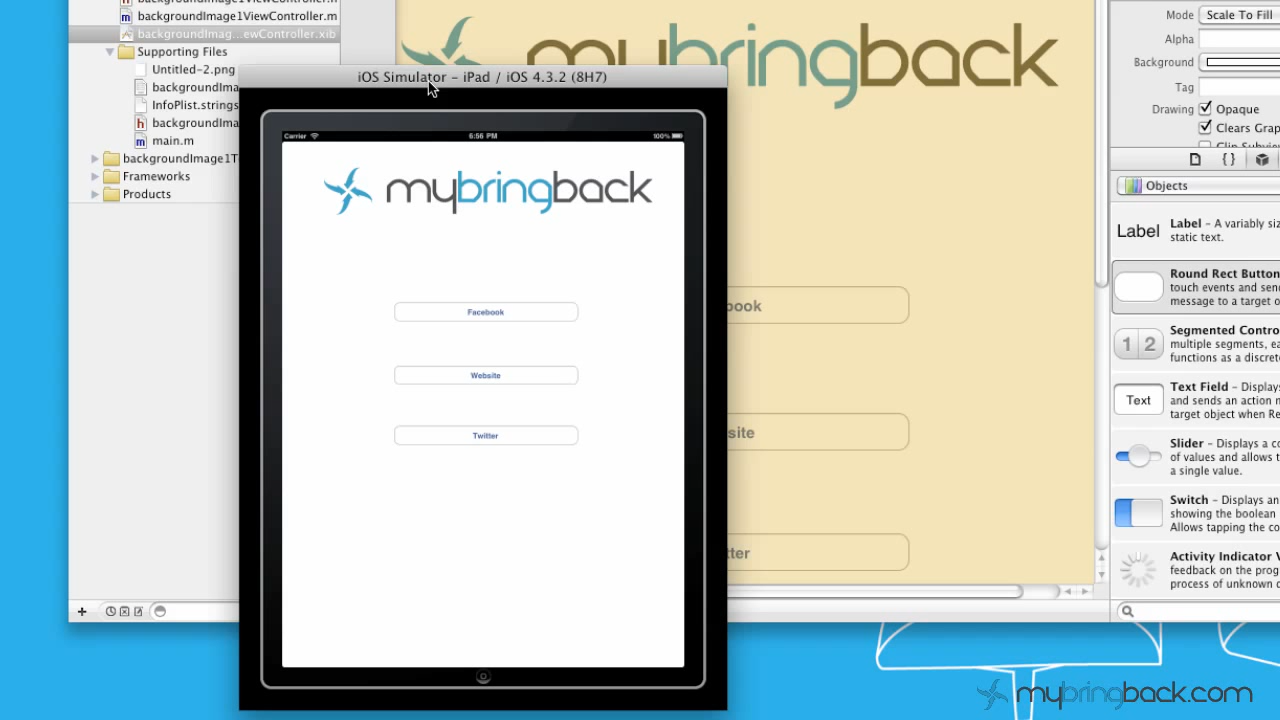 backgroundImage1ViewController.h
backgroundImage1ViewController.m
backgroundImag...ewController.xib
Supporting Files
Untitled-2.png
backgroundIma
InfoPlist.strings
backgroundIma
main.m
backgroundImage1T
Frameworks
Products
mybringback
iOS Simulator – iPad / iOS 4.3.2 (8H7)
Carrier 6:56 PM 100%
mybringback
Facebook
Website
Twitter
book
site
tter
Mode Scale To Fill
Alpha
Background
Tag
Drawing Opaque
Clears Grap
Clip Subvie
{ }
Objects
Label
Label – A variably siz
static text.
Round Rect Button
touch events and send
message to a target o
1 2
Segmented Contro
multiple segments, ea
functions as a discret
Text
Text Field – Displays
and sends an action m
target object when Re
Slider – Displays a co
of values and allows t
a single value.
Switch – Displays an
showing the boolean
Allows tapping the co
Activity Indicator V
feedback on the prog
process of unknown d
mybringback.com